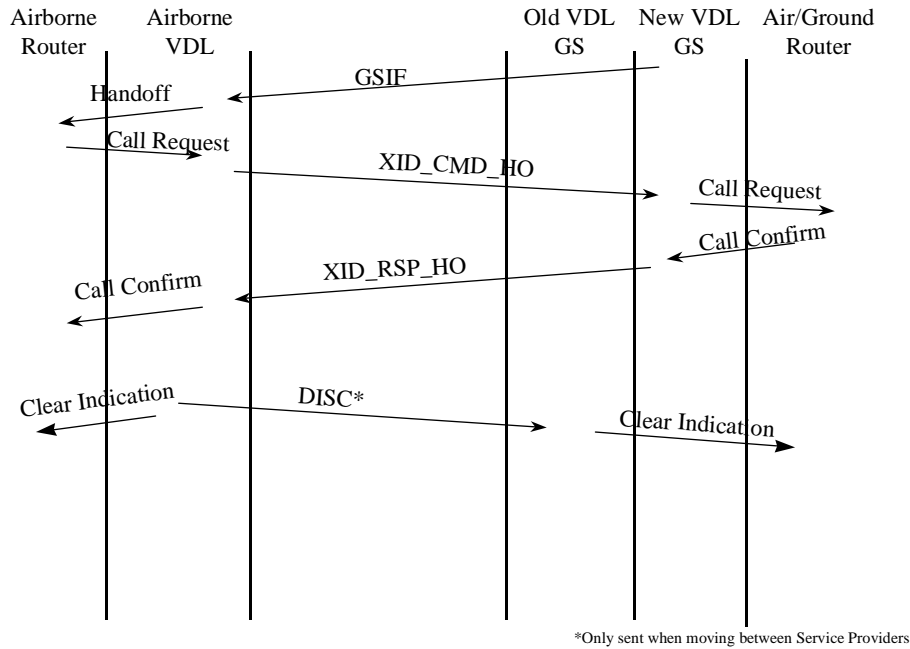 Airborne Router
Airborne VDL
Old VDL GS
New VDL GS
Air/Ground Router
GSIF
Handoff
Call Request
XID_CMD_HO
Call Request
Call Confirm
XID_RSP_HO
Call Confirm
Clear Indication
DISC*
Clear Indication
*Only sent when moving between Service Providers